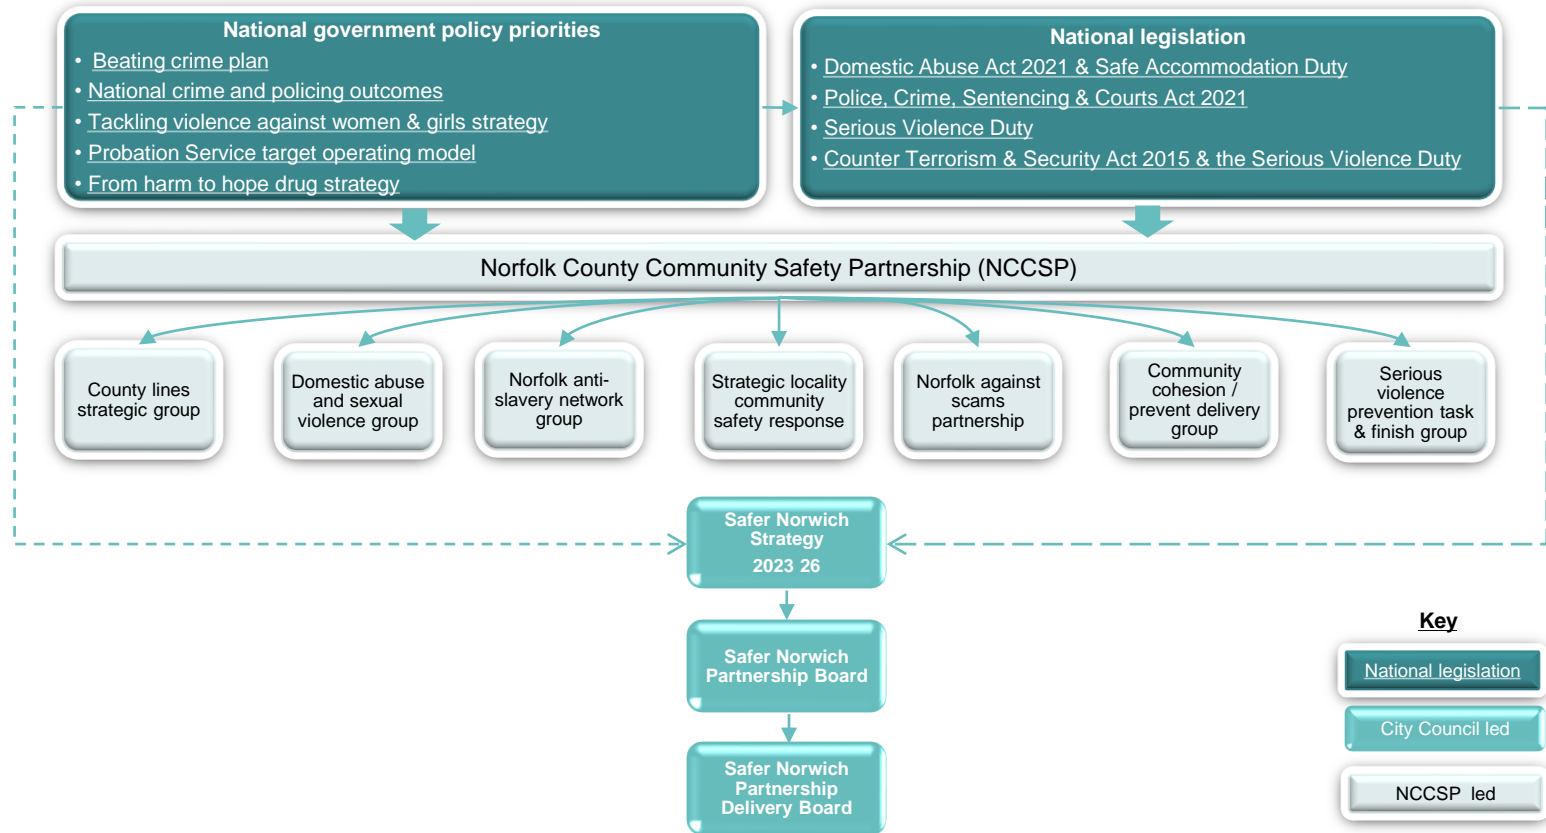 National government policy priorities
• Beating crime plan
• National crime and policing outcomes
• Tackling violence against women & girls strategy
• Probation Service target operating model
• From harm to hope drug strategy
National legislation
• Domestic Abuse Act 2021 & Safe Accommodation Duty
• Police, Crime, Sentencing & Courts Act 2021
• Serious Violence Duty
• Counter Terrorism & Security Act 2015 & the Serious Violence Duty
Norfolk County Community Safety Partnership (NCCSP)
County lines
strategic group
Domestic abuse
and sexual
violence group
Norfolk anti-
slavery network
group
Strategic locality
community
safety response
Norfolk against
scams
partnership
Community
cohesion /
prevent delivery
group
Serious
violence
prevention task
& finish group
Safer Norwich
Strategy
2023 26
Safer Norwich
Partnership Board
Safer Norwich
Partnership
Delivery Board
Key
National legislation
City Council led
NCCSP led